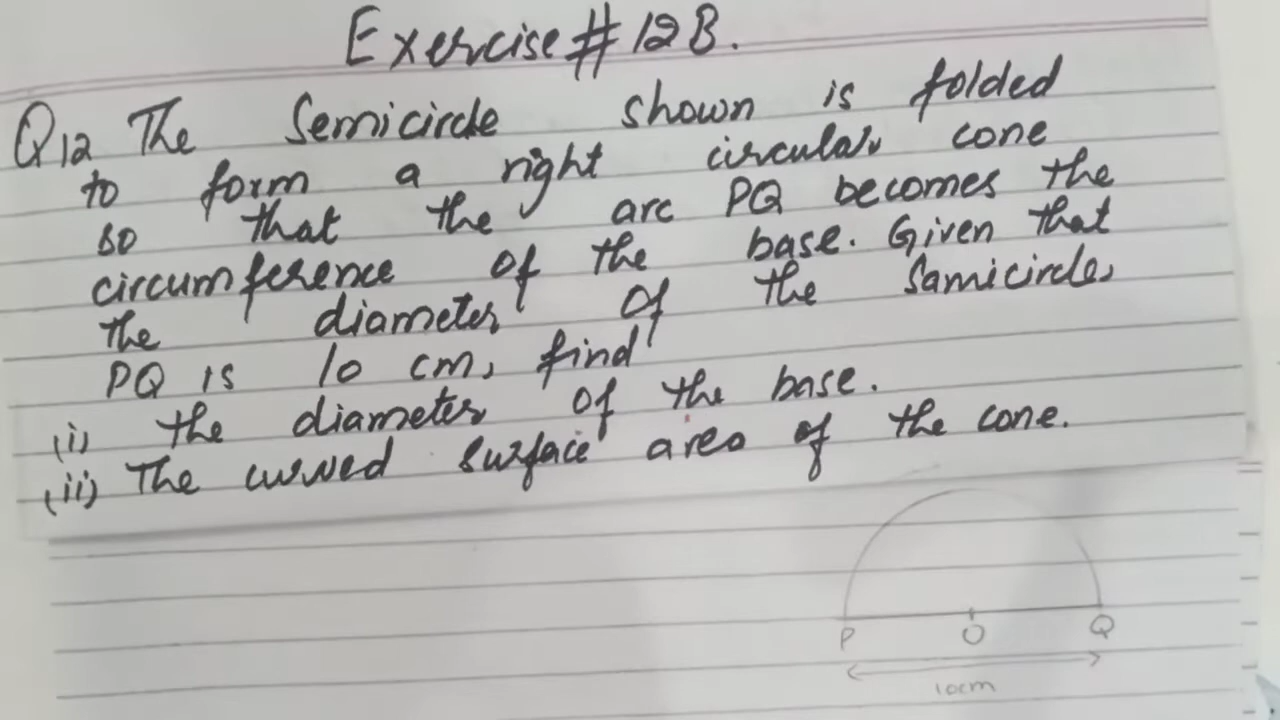 Exercise # 12B.
Q12 The Semicircle shown is folded
to form a right circular cone
so that the arc PQ becomes the
circumference of the base. Given that
the diameter of the Samicircle,
PQ is 10 cm, find
(i) the diameter of the base.
(ii) The curved surface area of the cone.
P O Q
10cm